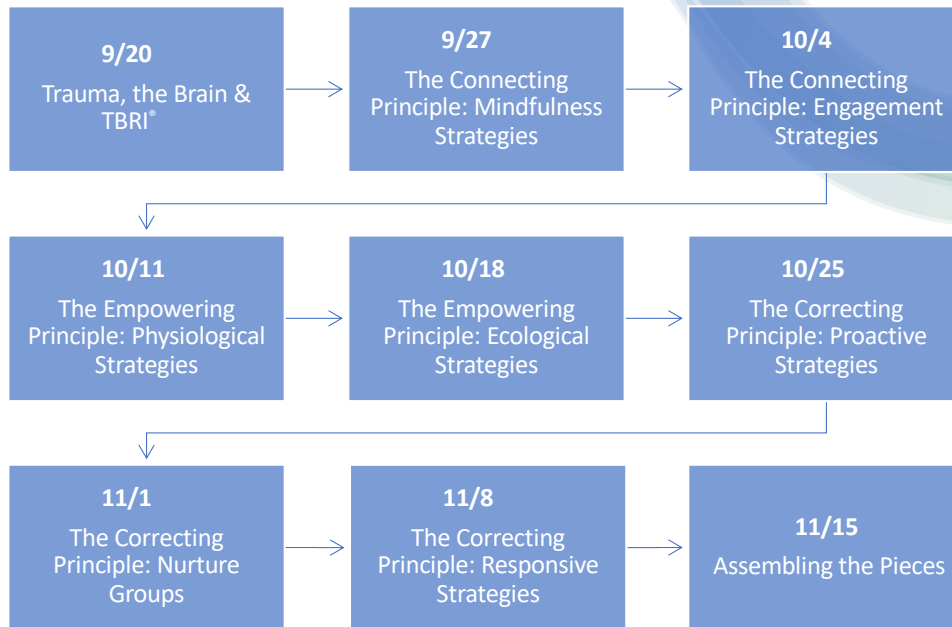 9/20
Trauma, the Brain &
TBRI®
9/27
The Connecting
Principle: Mindfulness
Strategies
10/4
The Connecting
Principle: Engagement
Strategies
10/11
The Empowering
Principle: Physiological
Strategies
10/18
The Empowering
Principle: Ecological
Strategies
10/25
The Correcting
Principle: Proactive
Strategies
11/1
The Correcting
Principle: Nurture
Groups
11/8
The Correcting
Principle: Responsive
Strategies
11/15
Assembling the Pieces